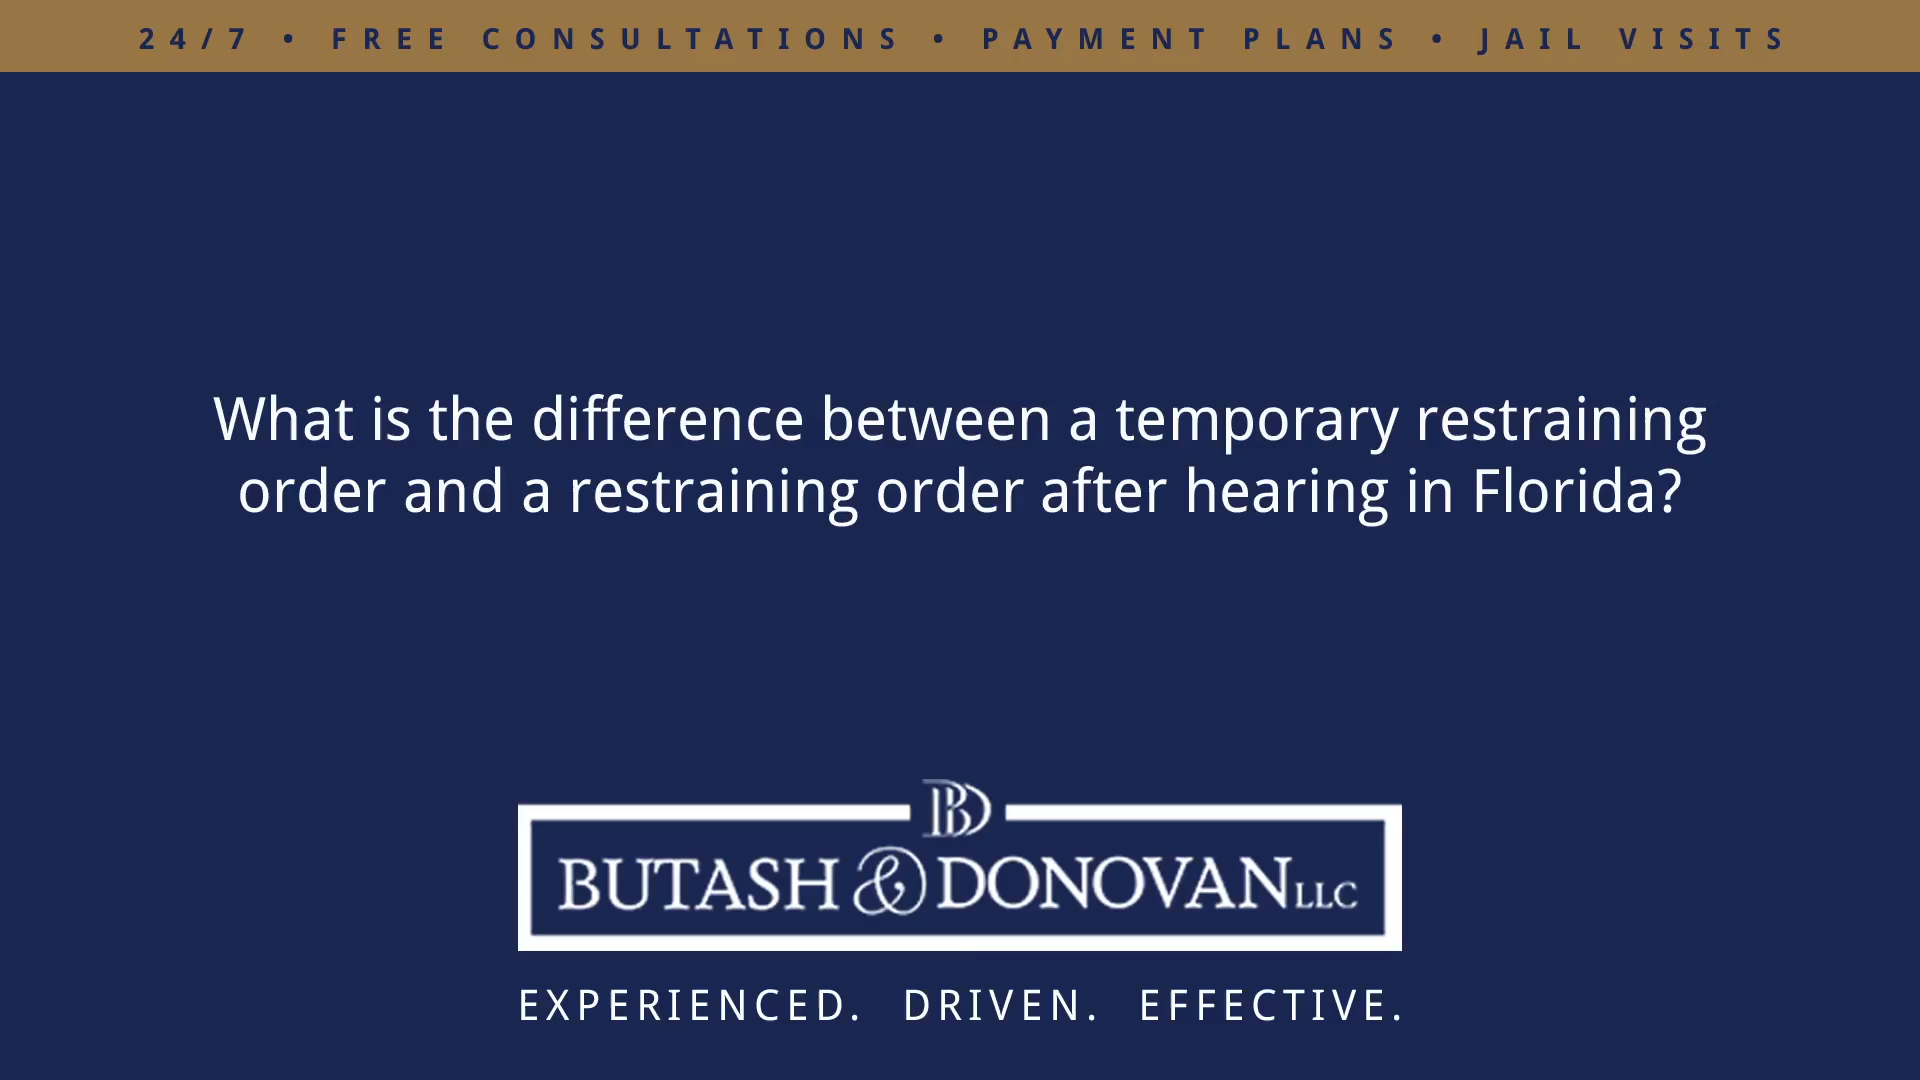 24/7 • FREE CONSULTATIONS • PAYMENT PLANS • JAIL VISITS
What is the difference between a temporary restraining
order and a restraining order after hearing in Florida?
BD
BUTASH & DONOVAN LLC
EXPERIENCED. DRIVEN. EFFECTIVE.